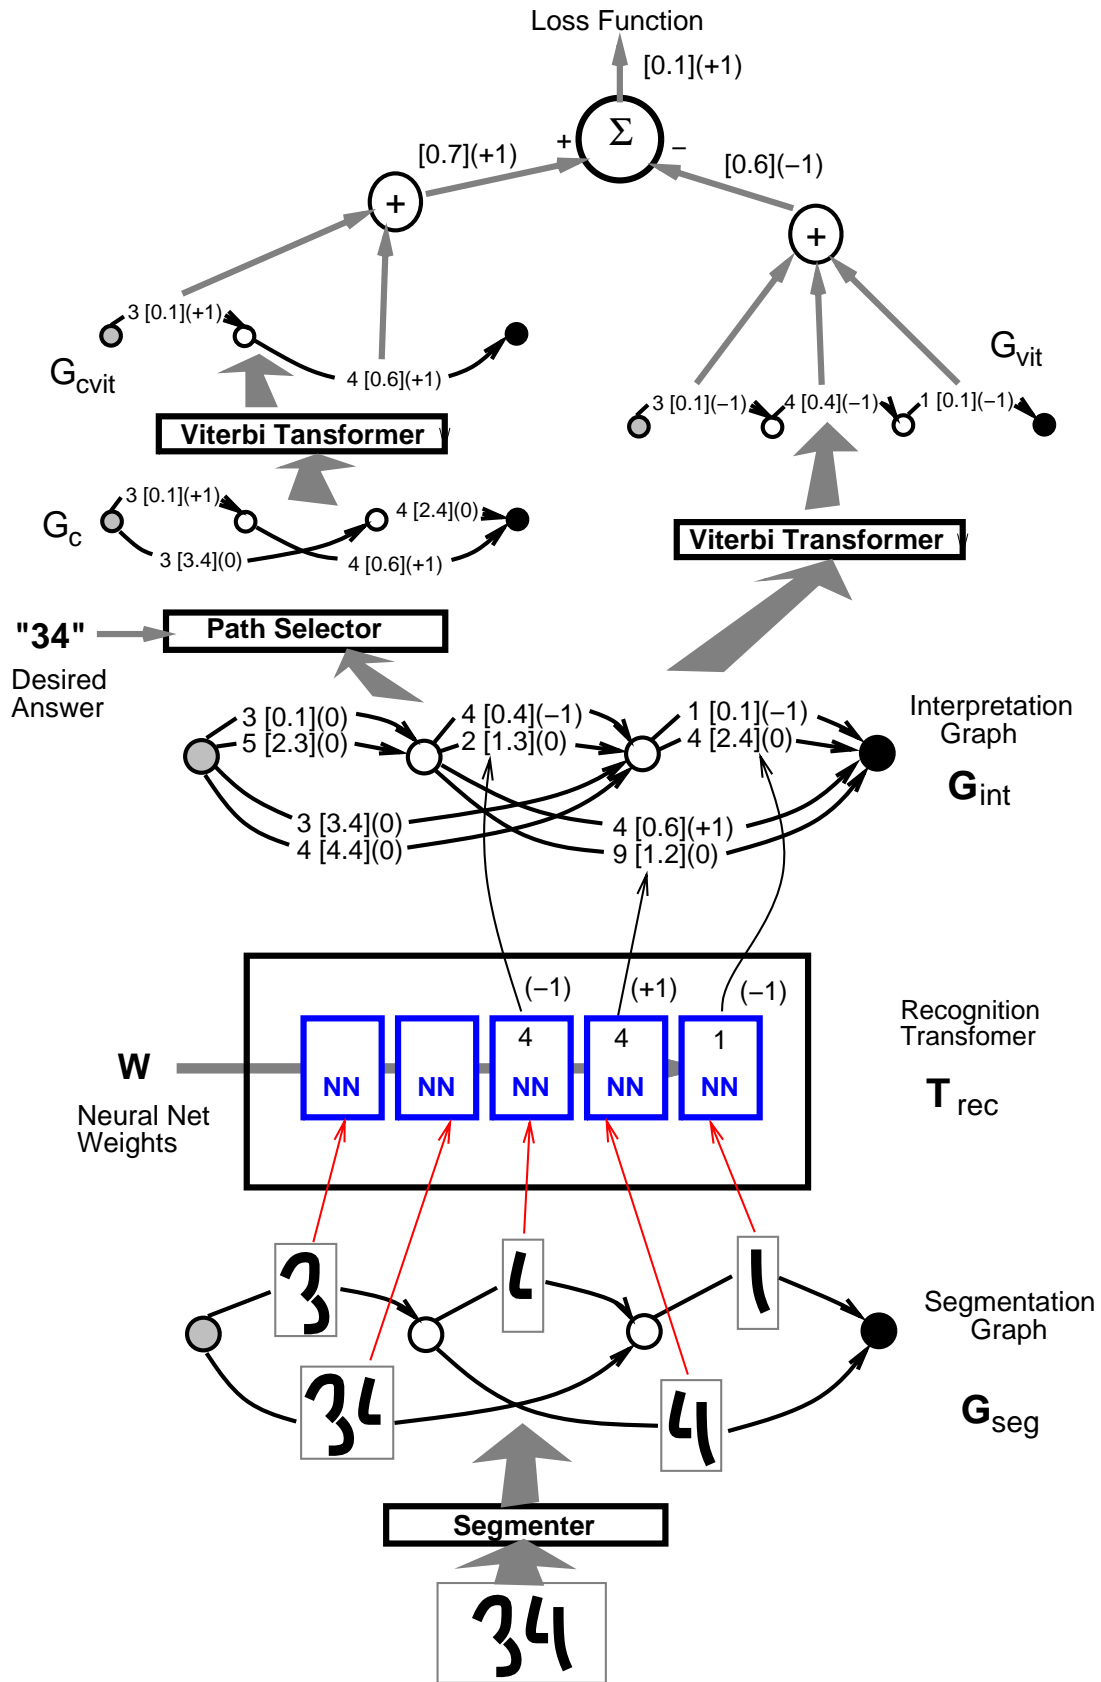 Loss Function
[0.1](+1)
Σ
+
−
[0.7](+1)
[0.6](−1)
+
+
3 [0.1](+1)
4 [0.6](+1)
Gcvit
Gvit
3 [0.1](−1)
4 [0.4](−1)
1 [0.1](−1)
Viterbi Tansformer
3 [0.1](+1)
4 [2.4](0)
Gc
3 [3.4](0)
4 [0.6](+1)
Viterbi Transformer
"34"
Path Selector
Desired
Answer
3 [0.1](0)
5 [2.3](0)
4 [0.4](−1)
2 [1.3](0)
1 [0.1](−1)
4 [2.4](0)
3 [3.4](0)
4 [4.4](0)
4 [0.6](+1)
9 [1.2](0)
Interpretation
Graph
Gint
(−1)
(+1)
(−1)
4
4
1
NN
NN
NN
NN
NN
W
Neural Net
Weights
Recognition
Transfomer
T rec
3
1
34
4
Segmentation
Graph
Gseg
Segmenter
34